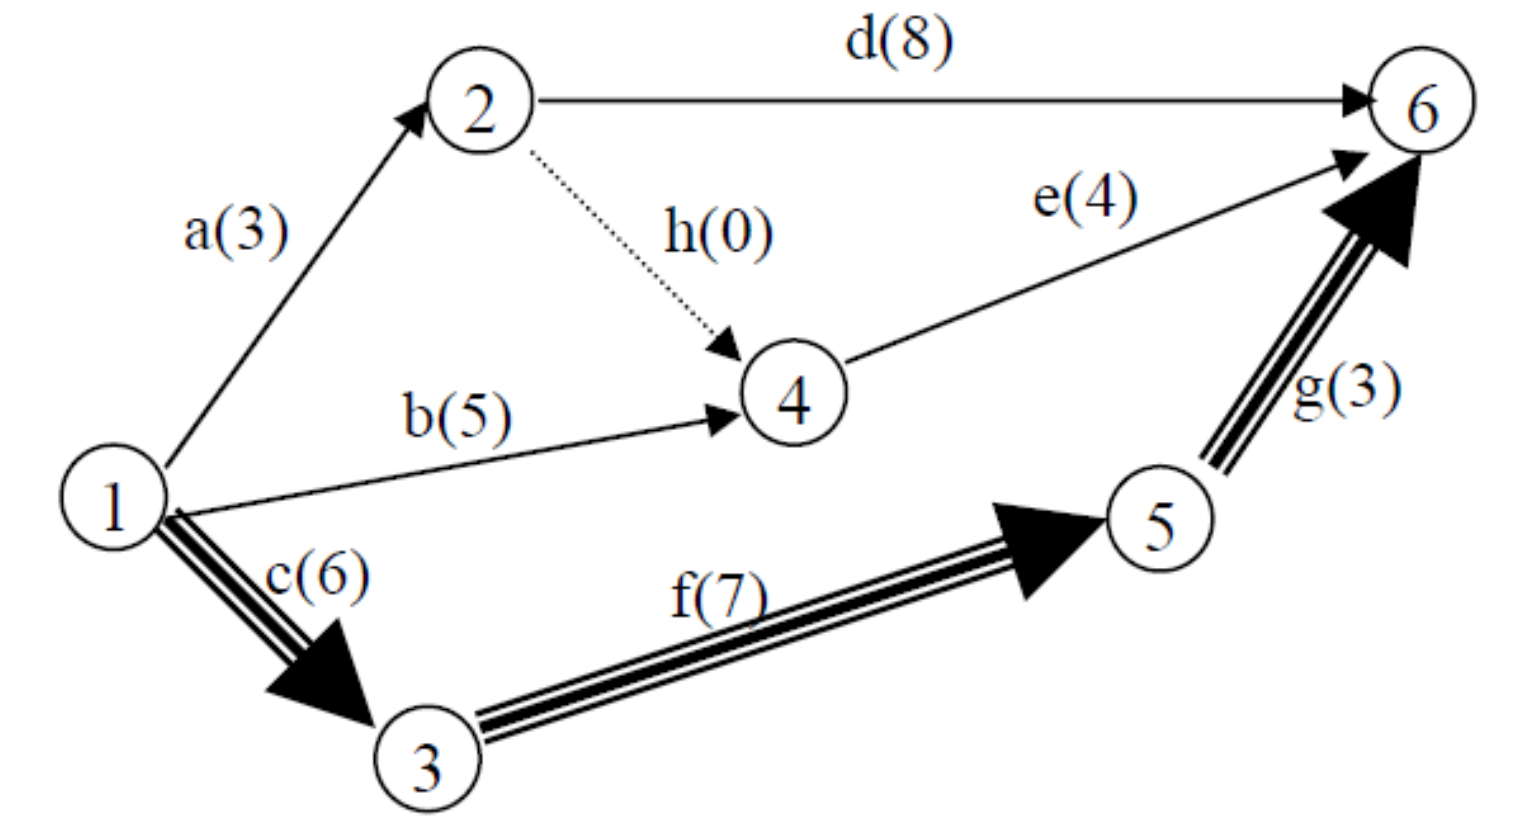 d(8)
2
6
a(3)
h(0)
e(4)
b(5)
4
g(3)
1
c(6)
f(7)
5
3